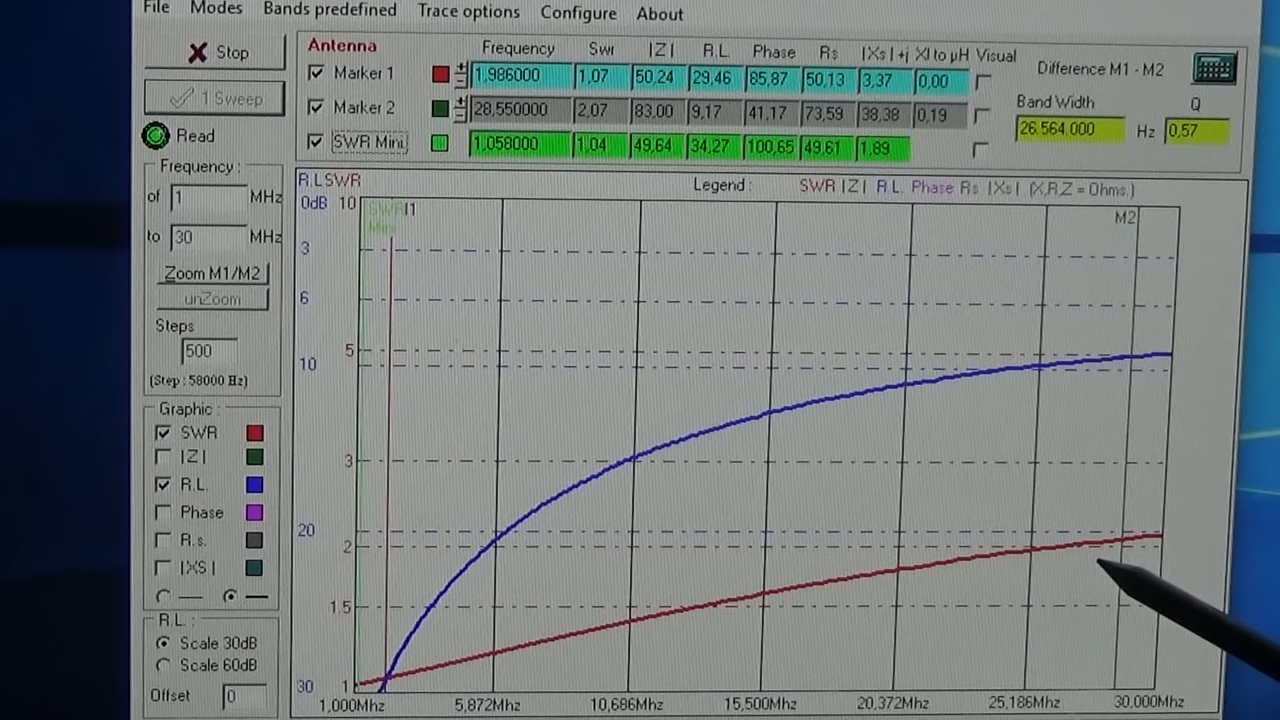 File Modes Bands predefined Trace options Configure About
Stop
1 Sweep
Read
Frequency :
of 1 MHz
to 30 MHz
Zoom M1/M2
unZoom
Steps
500
(Step : 58000 Hz)
Graphic :
SWR
|Z|
R.L.
Phase
R.s.
|XS|
R.L. :
Scale 30dB
Scale 60dB
Offset 0
Antenna Frequency Swr |Z| R.L. Phase Rs |Xs| +j Xl to µH Visual
Marker 1 1,986000 1,07 50,24 29,46 85,87 50,13 3,37 0,00
Marker 2 28,550000 2,07 83,00 9,17 41,17 73,59 38,38 0,19
SWR Mini 1,058000 1,04 49,64 34,27 100,65 49,61 1,89
Difference M1 - M2
Band Width Q
26.564.000 Hz 0,57
R.L SWR Legend : SWR |Z| R.L. Phase Rs |Xs| (X,R,Z = Ohms.)
0dB 10
SWR
Mini
M2
3
6
5
10
3
20
2
1.5
30 1
1,000Mhz 5,872Mhz 10,686Mhz 15,500Mhz 20,372Mhz 25,186Mhz 30,000Mhz